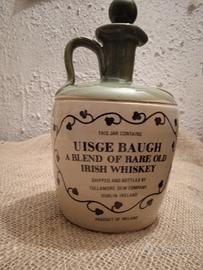 THIS JAR CONTAINS
UISGE BAUGH
A BLEND OF RARE OLD
IRISH WHISKEY
SHIPPED AND BOTTLED BY
TULLAMORE DEW COMPANY
DUBLIN IRELAND
PRODUCT OF IRELAND